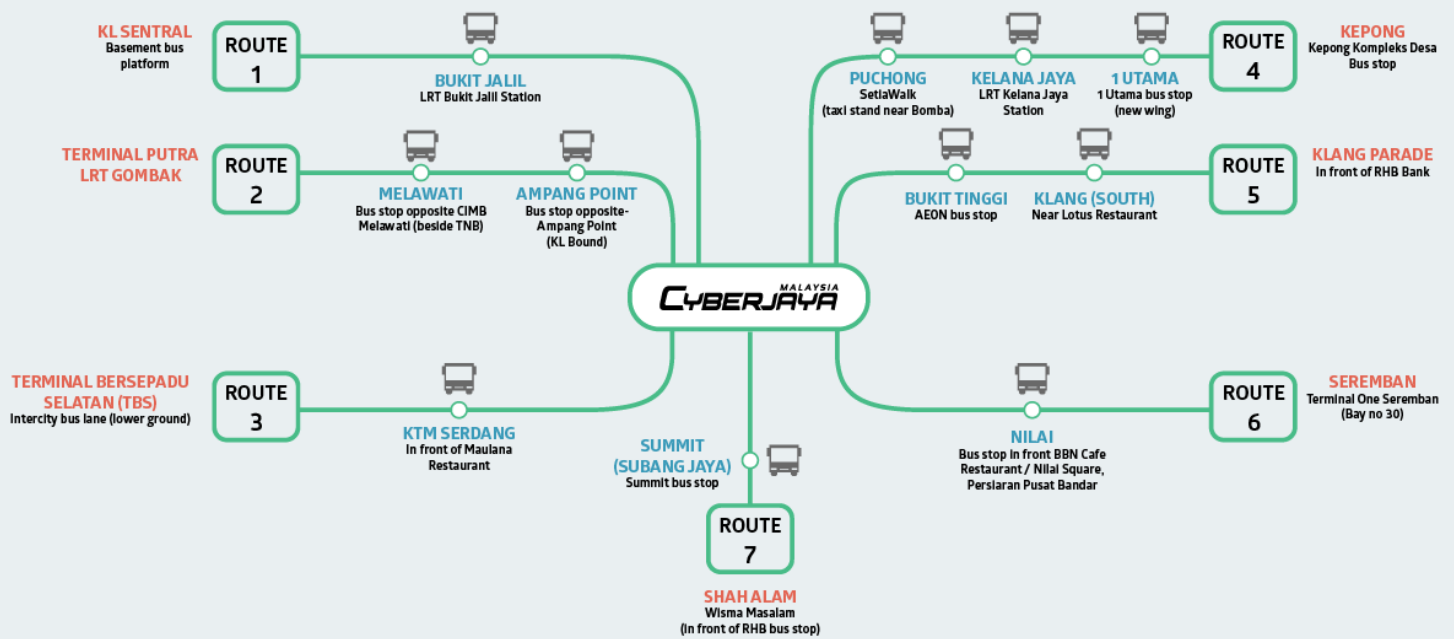 KL SENTRAL
Basement bus
platform
ROUTE
1
BUKIT JALIL
LRT Bukit Jalil Station
TERMINAL PUTRA
LRT GOMBAK
ROUTE
2
MELAWATI
Bus stop opposite CIMB
Melawati (beside TNB)
AMPANG POINT
Bus stop opposite-
Ampang Point
(KL Bound)
PUCHONG
SetiaWalk
(taxi stand near Bomba)
KELANA JAYA
LRT Kelana Jaya
Station
1 UTAMA
1 Utama bus stop
(new wing)
ROUTE
4
KEPONG
Kepong Kompleks Desa
Bus stop
BUKIT TINGGI
AEON bus stop
KLANG (SOUTH)
Near Lotus Restaurant
ROUTE
5
KLANG PARADE
In front of RHB Bank
MALAYSIA
CYBERJAYA
TERMINAL BERSEPADU
SELATAN (TBS)
Intercity bus lane (lower ground)
ROUTE
3
KTM SERDANG
In front of Maulana
Restaurant
SUMMIT
(SUBANG JAYA)
Summit bus stop
ROUTE
7
SHAH ALAM
Wisma Masalam
(in front of RHB bus stop)
NILAI
Bus stop in front BBN Cafe
Restaurant / Nilai Square,
Persiaran Pusat Bandar
ROUTE
6
SEREMBAN
Terminal One Seremban
(Bay no 30)